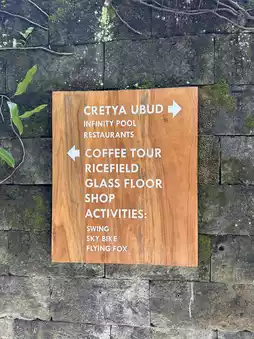 CRETYA UBUD
INFINITY POOL
RESTAURANTS
COFFEE TOUR
RICEFIELD
GLASS FLOOR
SHOP
ACTIVITIES:
SWING
SKY BIKE
FLYING FOX